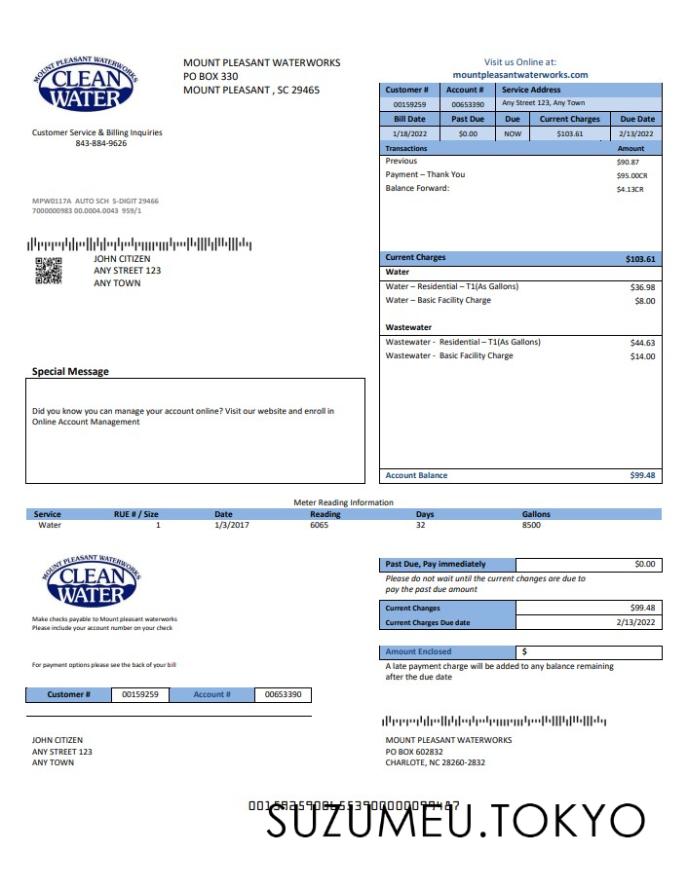 MOUNT PLEASANT WATERWORKS
CLEAN
WATER
Customer Service & Billing Inquiries
843-884-9626
MOUNT PLEASANT WATERWORKS
PO BOX 330
MOUNT PLEASANT , SC 29465
Visit us Online at:
mountpleasantwaterworks.com
Customer # Account # Service Address
00159259 00653390 Any Street 123, Any Town
Bill Date Past Due Due Current Charges Due Date
1/18/2022 $0.00 NOW $103.61 2/13/2022
Transactions Amount
Previous $90.87
Payment – Thank You $95.00CR
Balance Forward: $4.13CR
MPW0117A AUTO SCH 5-DIGIT 29466
7000000983 00.0004.0043 959/1
JOHN CITIZEN
ANY STREET 123
ANY TOWN
Current Charges $103.61
Water
Water – Residential – T1(As Gallons) $36.98
Water – Basic Facility Charge $8.00
Wastewater
Wastewater - Residential – T1(As Gallons) $44.63
Wastewater - Basic Facility Charge $14.00
Special Message
Did you know you can manage your account online? Visit our website and enroll in
Online Account Management
Account Balance $99.48
Meter Reading Information
Service RUE # / Size Date Reading Days Gallons
Water 1 1/3/2017 6065 32 8500
MOUNT PLEASANT WATERWORKS
CLEAN
WATER
Make checks payable to Mount pleasant waterworks
Please include your account number on your check
For payment options please see the back of your bill
Customer # 00159259 Account # 00653390
Past Due, Pay immediately $0.00
Please do not wait until the current changes are due to
pay the past due amount
Current Changes $99.48
Current Charges Due date 2/13/2022
Amount Enclosed $
A late payment charge will be added to any balance remaining
after the due date
JOHN CITIZEN
ANY STREET 123
ANY TOWN
MOUNT PLEASANT WATERWORKS
PO BOX 602832
CHARLOTE, NC 28260-2832
SUZUMEU.TOKYO